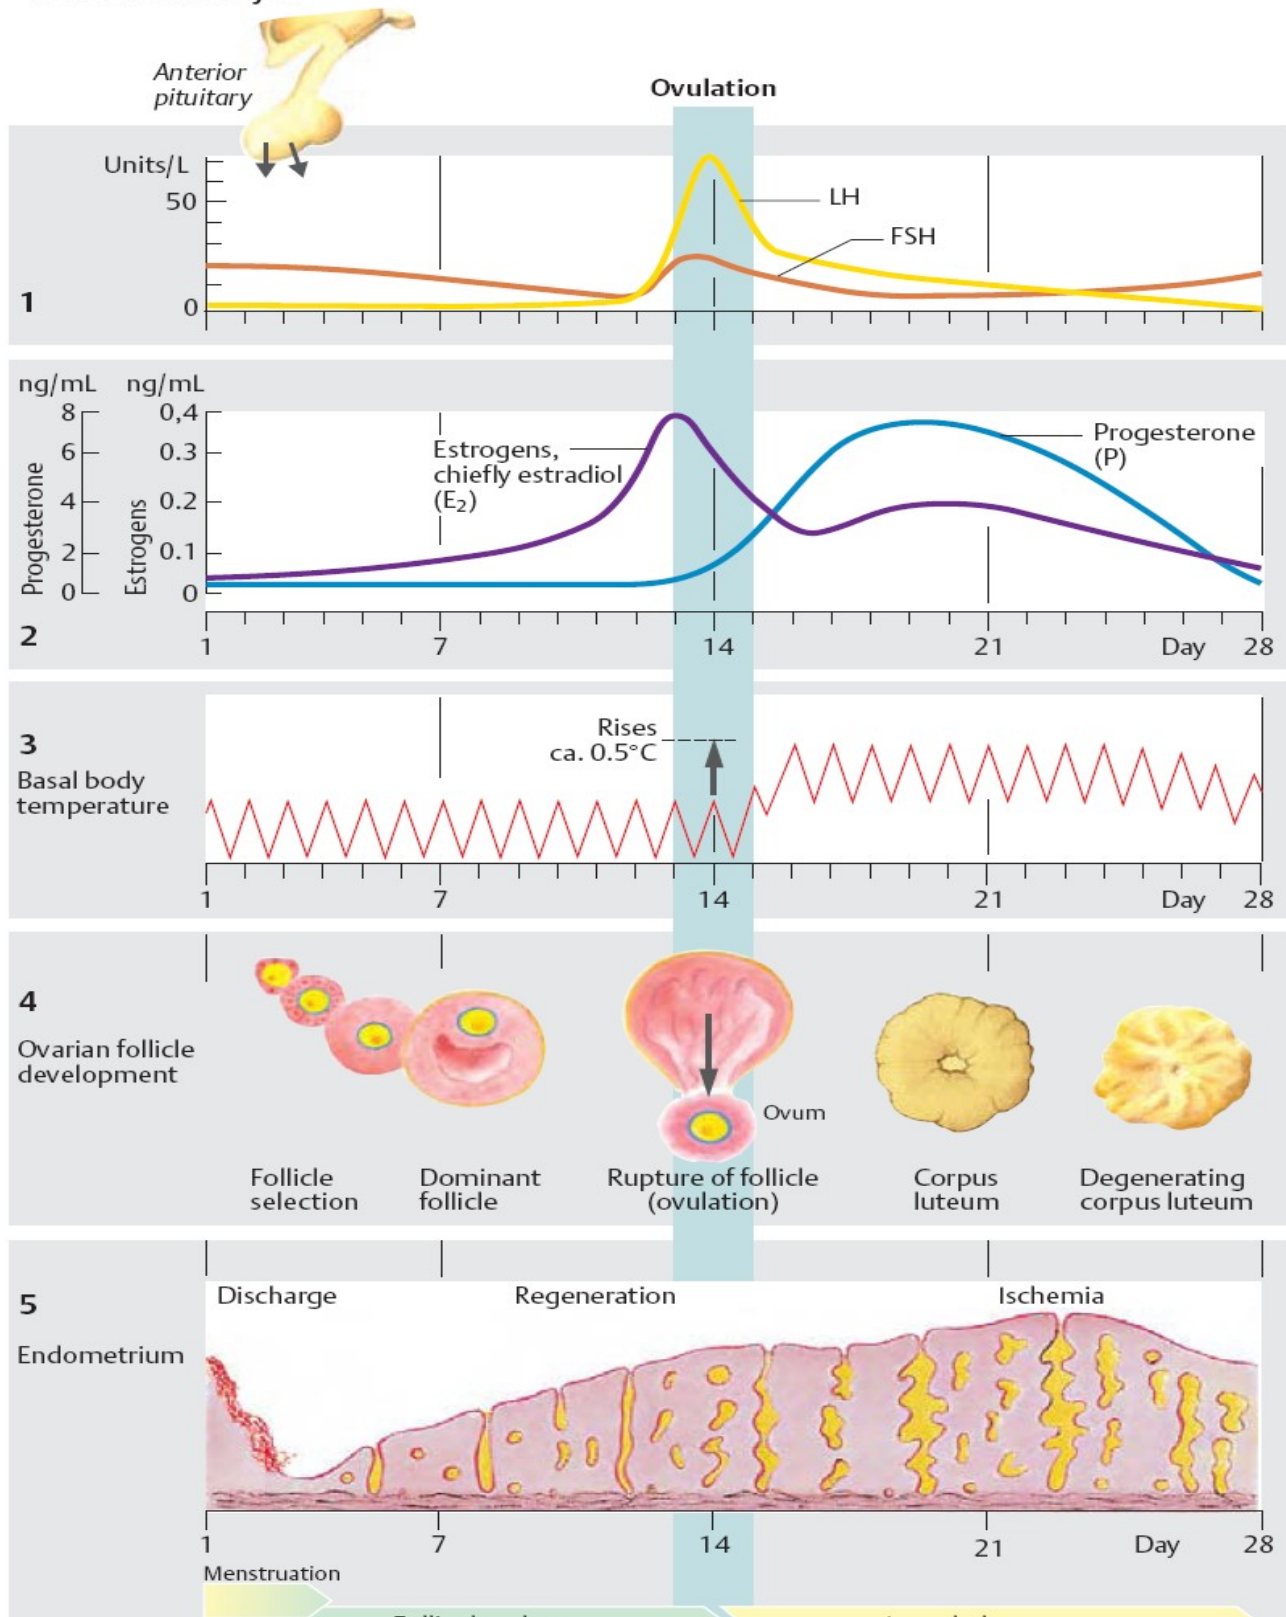 Anterior
pituitary
Ovulation
Units/L
50
0
LH
FSH
1
ng/mL ng/mL
8
6
4
2
0
Progesterone
0,4
0.3
0.2
0.1
0
Estrogens
Estrogens,
chiefly estradiol
(E₂)
Progesterone
(P)
2
1 7 14 21 Day 28
3
Basal body
temperature
Rises
ca. 0.5°C
1 7 14 21 Day 28
4
Ovarian follicle
development
Ovum
Follicle
selection
Dominant
follicle
Rupture of follicle
(ovulation)
Corpus
luteum
Degenerating
corpus luteum
5
Endometrium
Discharge Regeneration Ischemia
1 7 14 21 Day 28
Menstruation